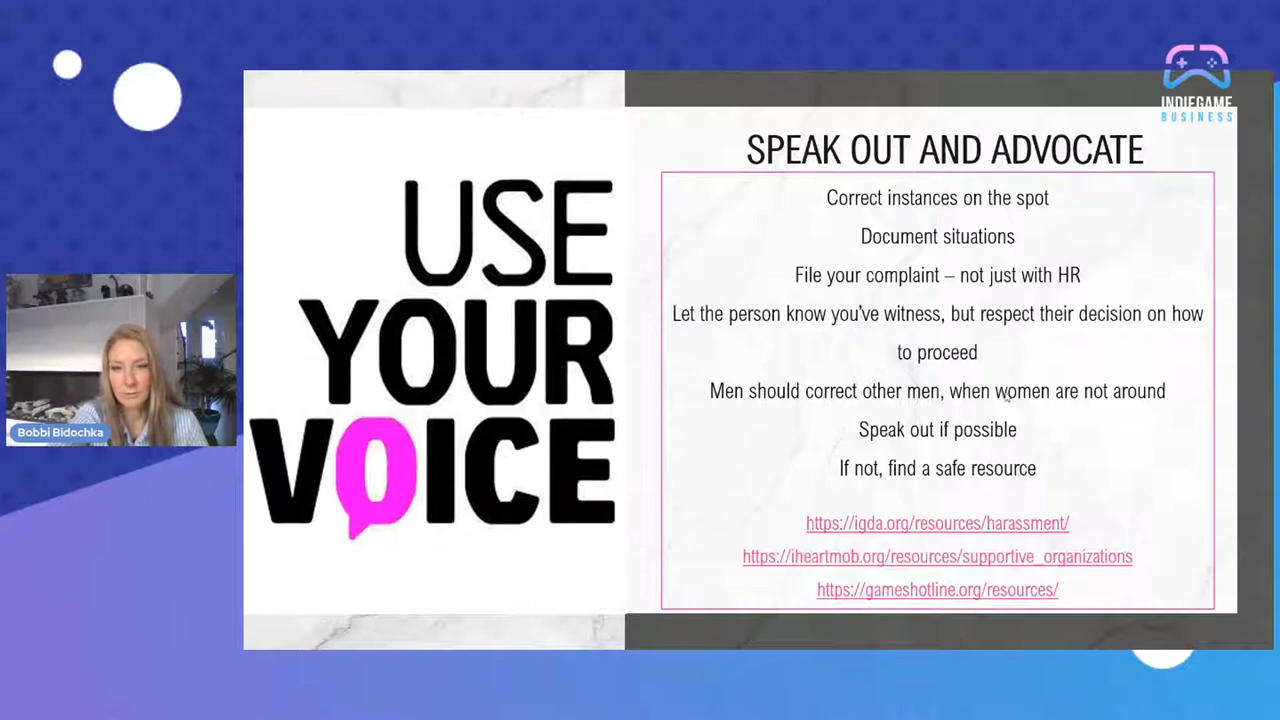 INDIEGAME
BUSINESS
USE
YOUR
VOICE
SPEAK OUT AND ADVOCATE
Correct instances on the spot
Document situations
File your complaint – not just with HR
Let the person know you've witness, but respect their decision on how
to proceed
Men should correct other men, when women are not around
Speak out if possible
If not, find a safe resource
https://igda.org/resources/harassment/
https://iheartmob.org/resources/supportive_organizations
https://gameshotline.org/resources/
Bobbi Bidochka